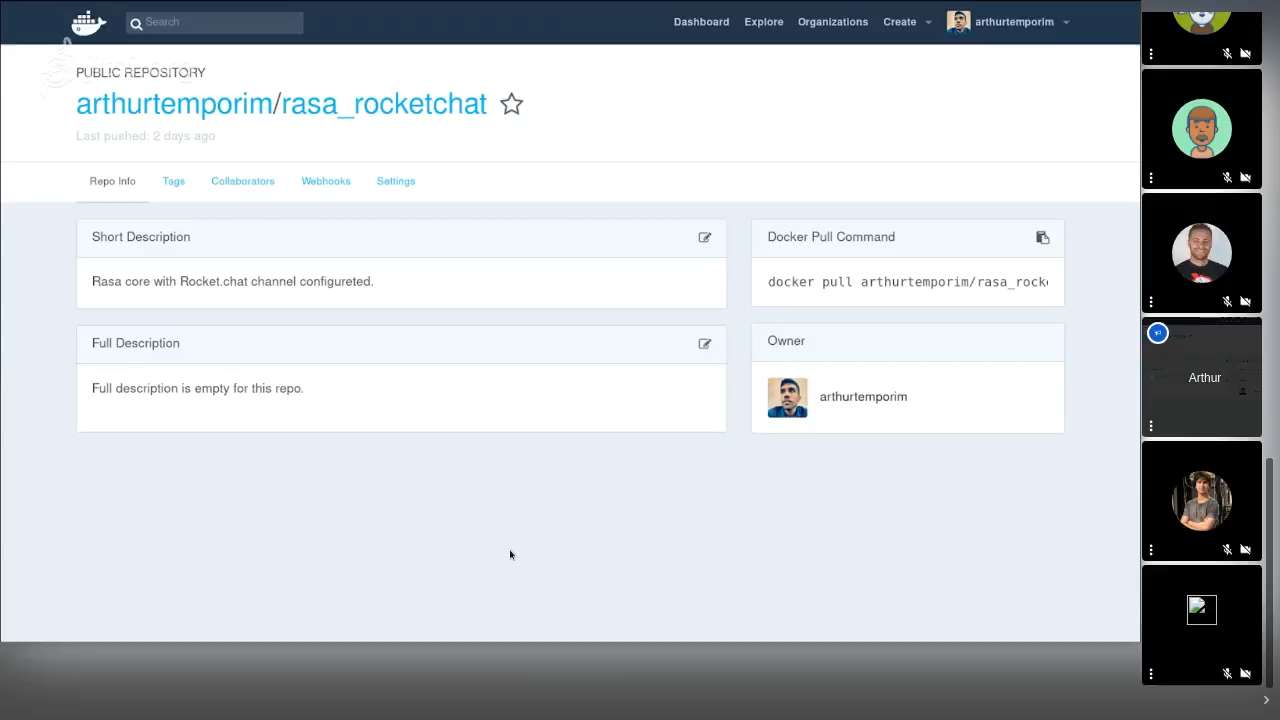 Search
Dashboard
Explore
Organizations
Create
arthurtemporim
PUBLIC REPOSITORY
arthurtemporim/rasa_rocketchat
Last pushed: 2 days ago
Repo Info
Tags
Collaborators
Webhooks
Settings
Short Description
Rasa core with Rocket.chat channel configureted.
Docker Pull Command
docker pull arthurtemporim/rasa_rock
Full Description
Full description is empty for this repo.
Owner
arthurtemporim
Arthur